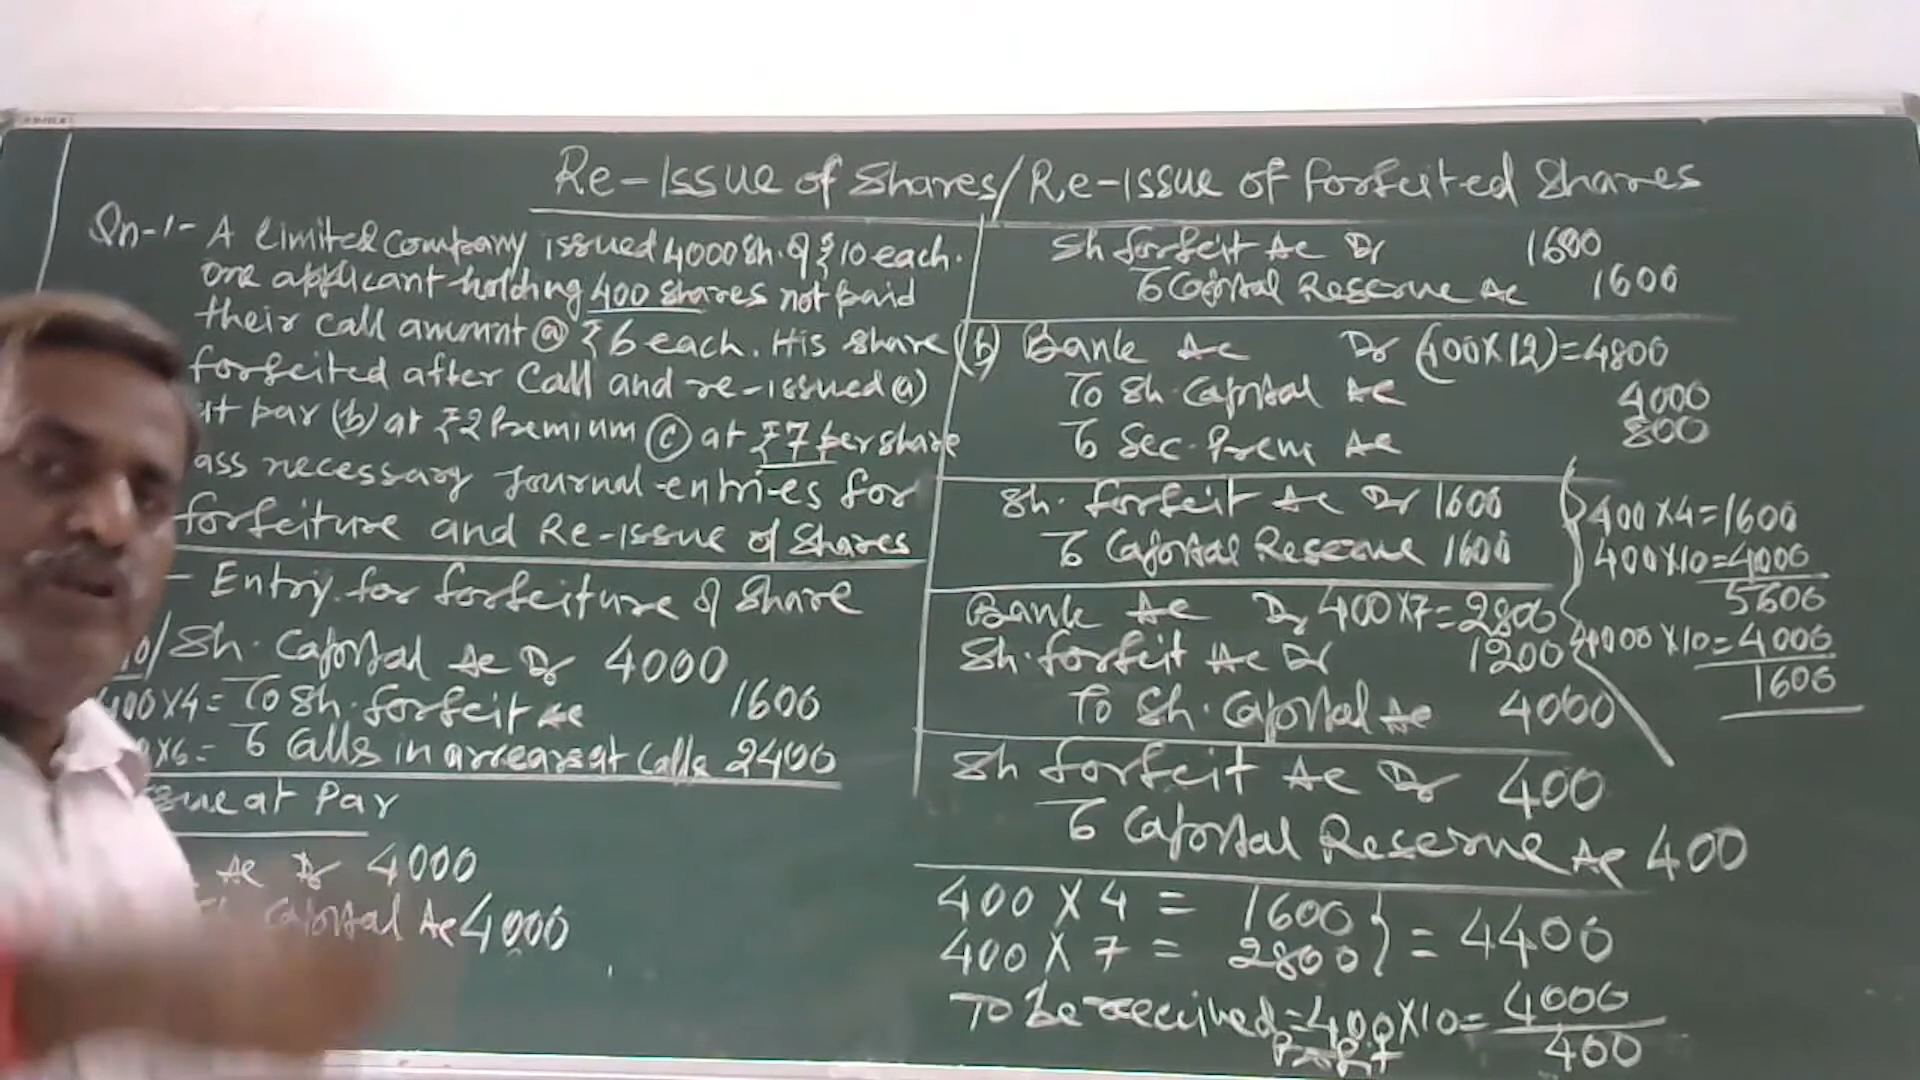 Re-Issue of Shares/Re-Issue of forfeited Shares
Qn-1- A limited Company issued 4000 Sh. of ₹10 each.
One applicant holding 400 shares not paid
their call amount @ ₹6 each. His share
forfeited after call and re-issued (a)
at par (b) at ₹2 Premium (c) at ₹7 per share
ass necessary Journal entries for
forfeiture and Re-issue of Shares
- Entry for forfeiture of Share
10/ Sh. Capital Ac Dr 4000
400X4= To Sh. forfeit Ac 1600
X6= To Calls in arrears at Calls 2400
sue at Par
Ac Dr 4000
Sh Capital Ac 4000
Sh forfeit Ac Dr 1600
To Capital Reserve Ac 1600
(b) Bank Ac Dr (400X12)=4800
To Sh. Capital Ac 4000
To Sec. Prem Ac 800
Sh. forfeit Ac Dr 1600
To Capital Reserve 1600
400X4=1600
400X10=4000
5600
4000X10=4000
1600
Bank Ac Dr 400X7=2800
Sh. forfeit Ac Dr 1200
To Sh. Capital Ac 4000
Sh forfeit Ac Dr 400
To Capital Reserve Ac 400
400 X 4 = 1600 } = 4400
400 X 7 = 2800
To be received=400X10= 4000
Profit 400